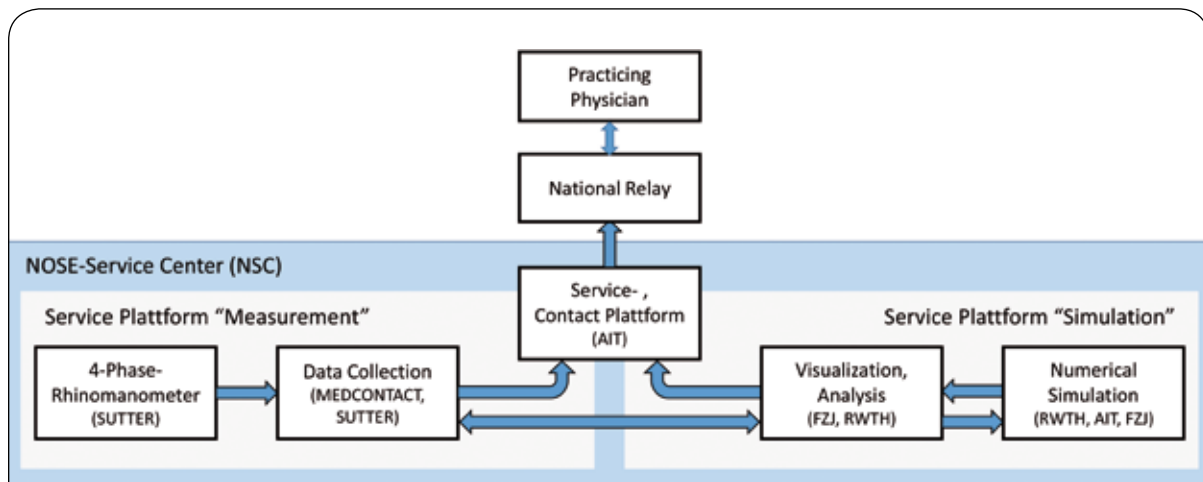 Practicing
Physician
National Relay
NOSE-Service Center (NSC)
Service- ,
Contact Plattform
(AIT)
Service Plattform “Measurement”
Service Plattform “Simulation”
4-Phase-
Rhinomanometer
(SUTTER)
Data Collection
(MEDCONTACT,
SUTTER)
Visualization,
Analysis
(FZJ, RWTH)
Numerical
Simulation
(RWTH, AIT, FZJ)